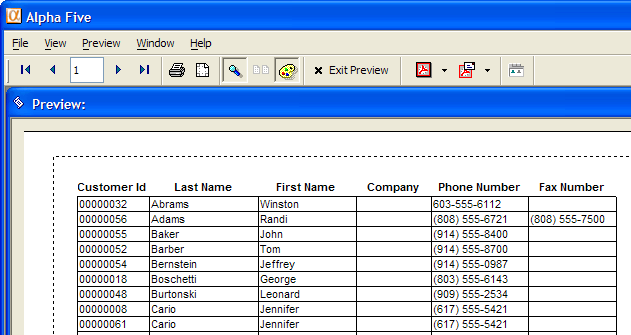 Alpha Five
File View Preview Window Help
1 Exit Preview
Preview:
Customer Id Last Name First Name Company Phone Number Fax Number
00000032 Abrams Winston 603-555-6112
00000056 Adams Randi (808) 555-6721 (808) 555-7500
00000055 Baker John (914) 555-8400
00000052 Barber Tom (914) 555-8700
00000054 Bernstein Jeffrey (914) 555-0987
00000018 Boschetti George (803) 555-6143
00000048 Burtonski Leonard (909) 555-2534
00000008 Cario Jennifer (617) 555-5421
00000061 Cario Jennifer (617) 555-5421